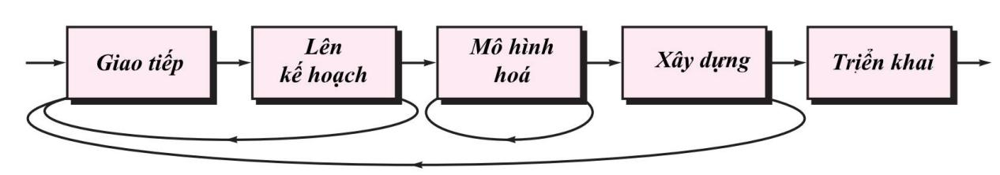 Giao tiếp
Lên
kế hoạch
Mô hình
hoá
Xây dựng
Triển khai